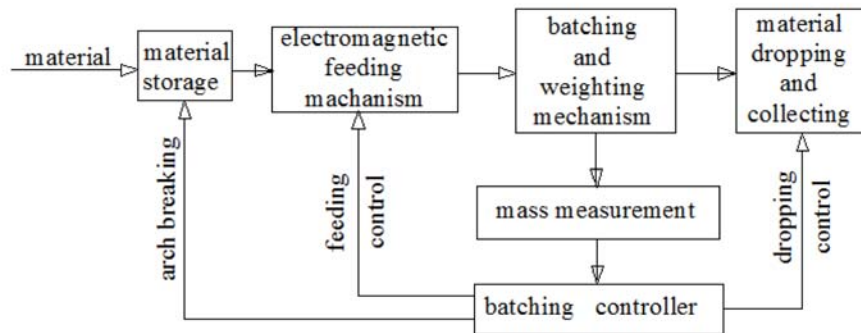 material
material
storage
electromagnetic
feeding
machanism
batching
and
weighting
mechanism
material
dropping
and
collecting
arch breaking
feeding
control
mass measurement
dropping
control
batching controller